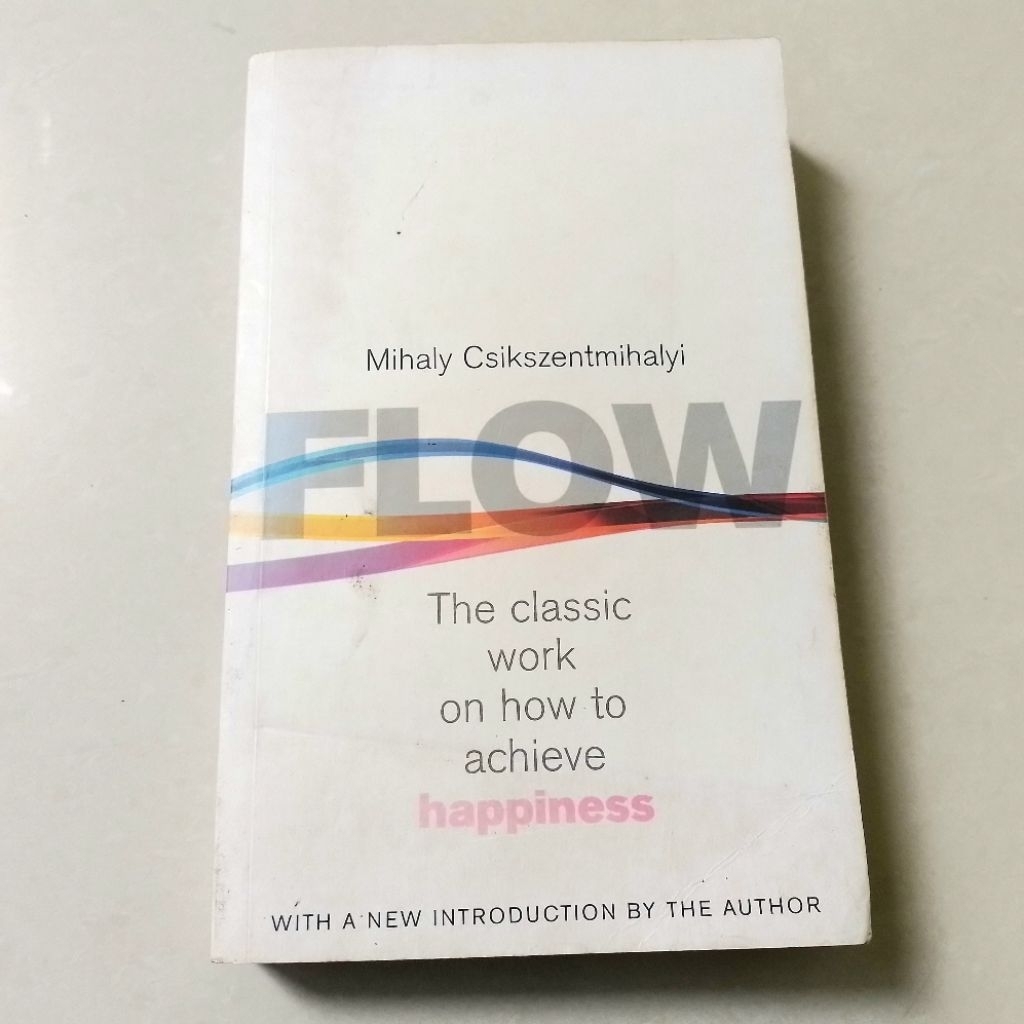 Mihaly Csikszentmihalyi
FLOW
The classic
work
on how to
achieve
happiness
WITH A NEW INTRODUCTION BY THE AUTHOR